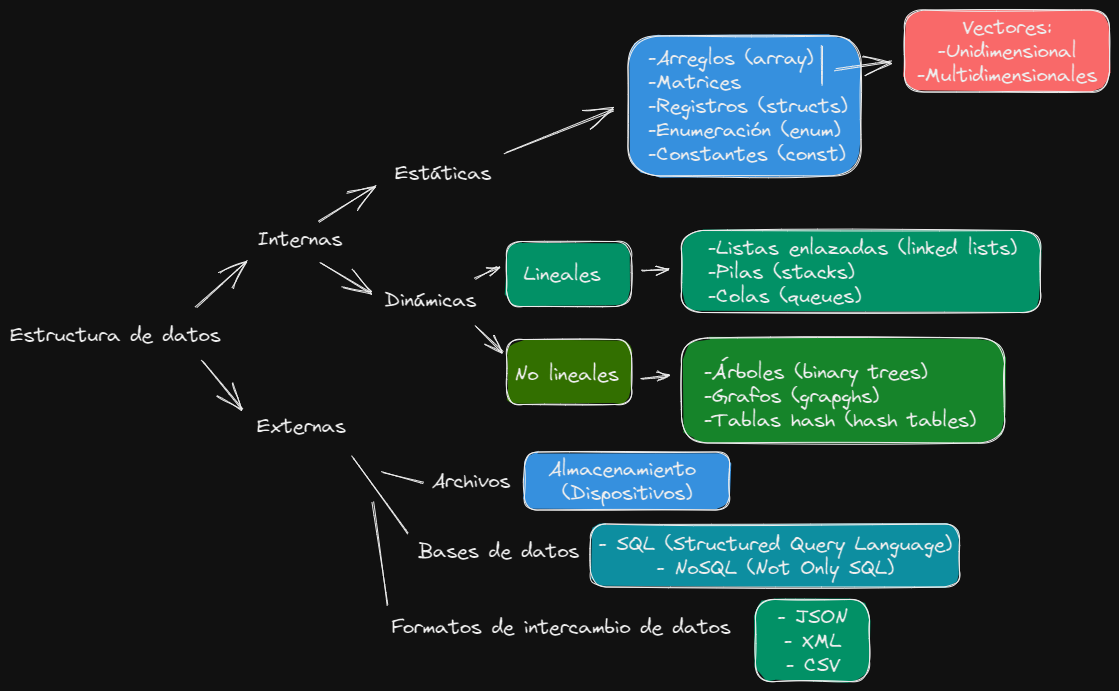 Vectores:
-Unidimensional
-Multidimensionales
-Arreglos (array)
-Matrices
-Registros (structs)
-Enumeración (enum)
-Constantes (const)
Estáticas
Internas
Dinámicas
Lineales
-Listas enlazadas (linked lists)
-Pilas (stacks)
-Colas (queues)
Estructura de datos
No lineales
-Árboles (binary trees)
-Grafos (grapghs)
-Tablas hash (hash tables)
Externas
Archivos
Almacenamiento
(Dispositivos)
Bases de datos
- SQL (Structured Query Language)
- NoSQL (Not Only SQL)
Formatos de intercambio de datos
- JSON
- XML
- CSV